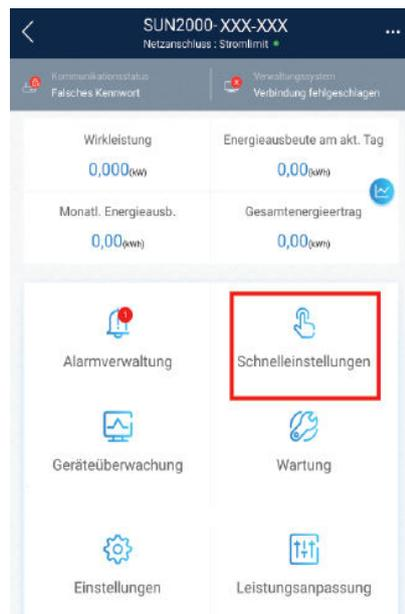 SUN2000-XXX-XXX
Netzanschluss : Stromlimit
Kommunikationsstatus
Falsches Kennwort
Verwaltungssystem
Verbindung fehlgeschlagen
Wirkleistung
0,000(kW)
Energieausbeute am akt. Tag
0,00(kWh)
Monatl. Energieausb.
0,00(kWh)
Gesamtenergieertrag
0,00(kWh)
1
Alarmverwaltung
Schnelleinstellungen
Geräteüberwachung
Wartung
Einstellungen
Leistungsanpassung